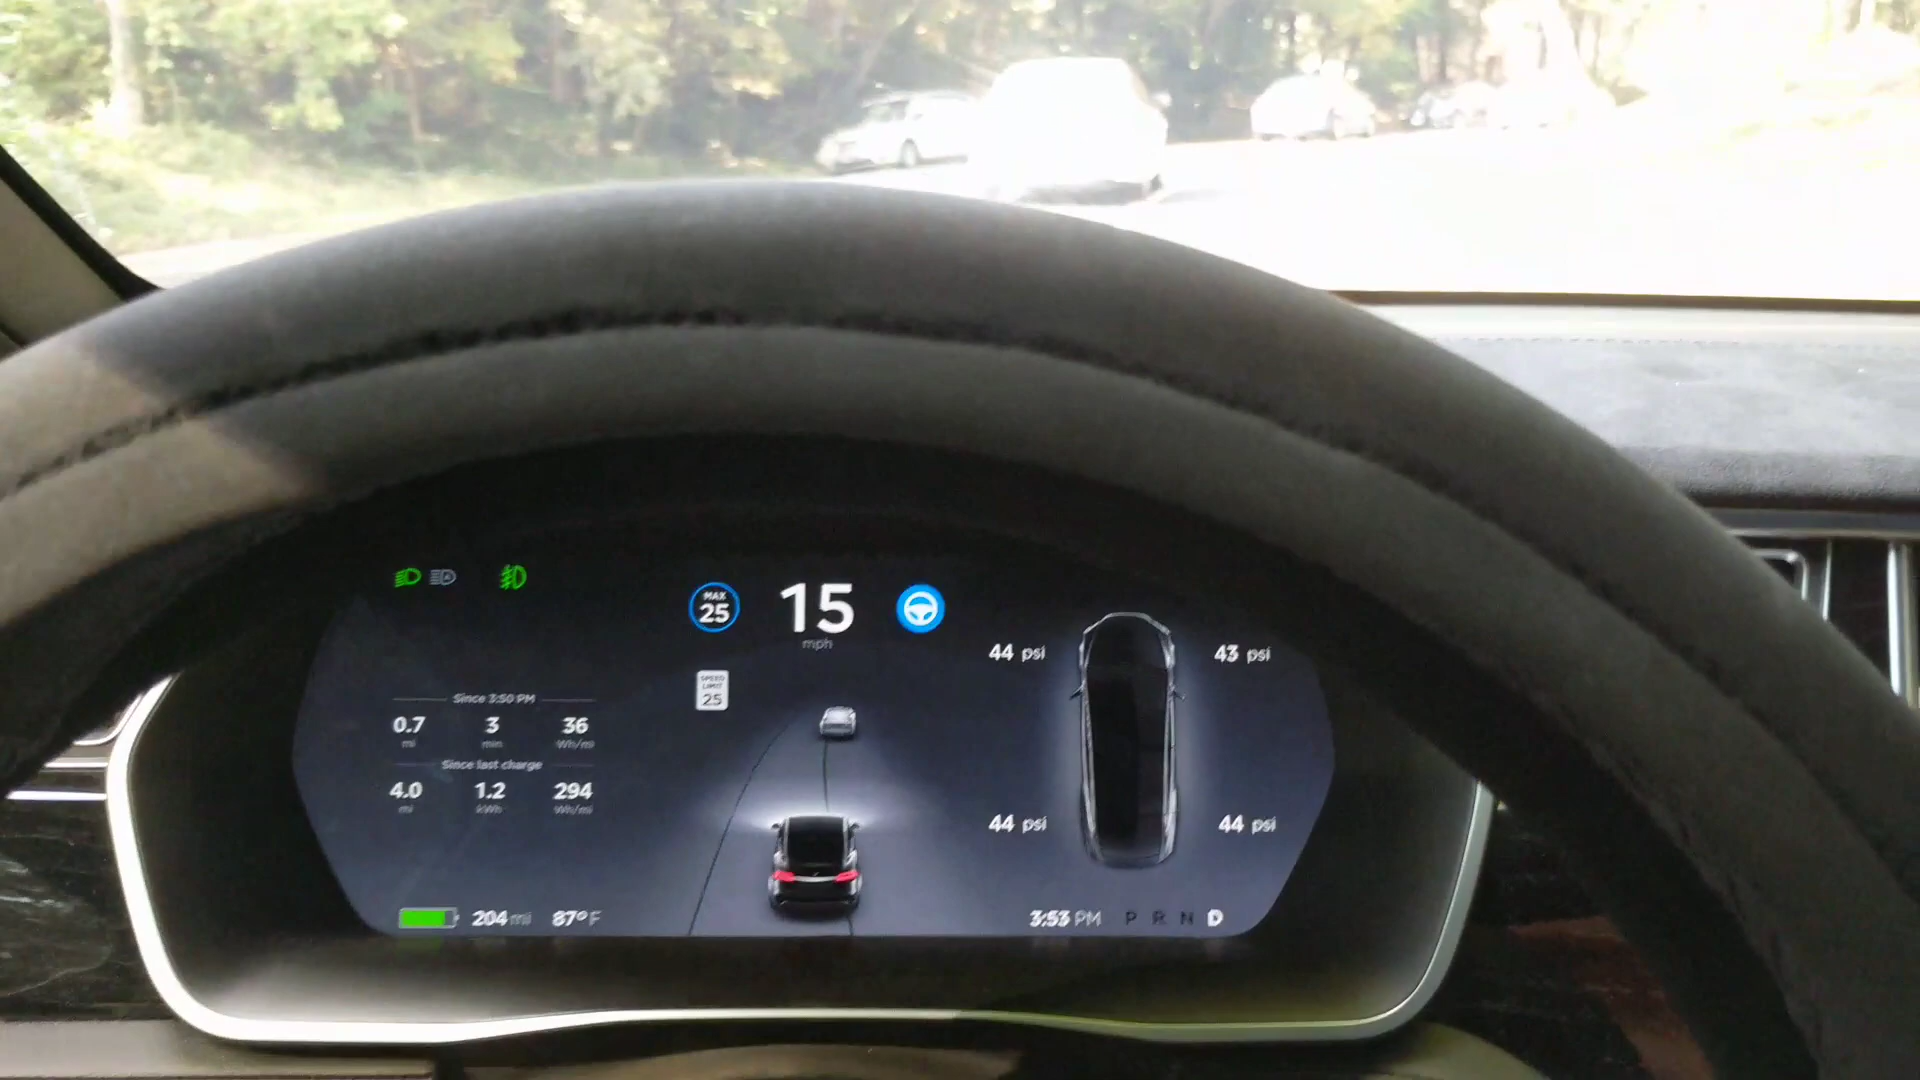 MAX
25
15
mph
SPEED
LIMIT
25
44 psi
43 psi
44 psi
44 psi
Since 3:50 PM
0.7 3 36
mi min Wh/mi
Since last charge
4.0 1.2 294
mi kWh Wh/mi
204 mi 87°F
3:53 PM P R N D